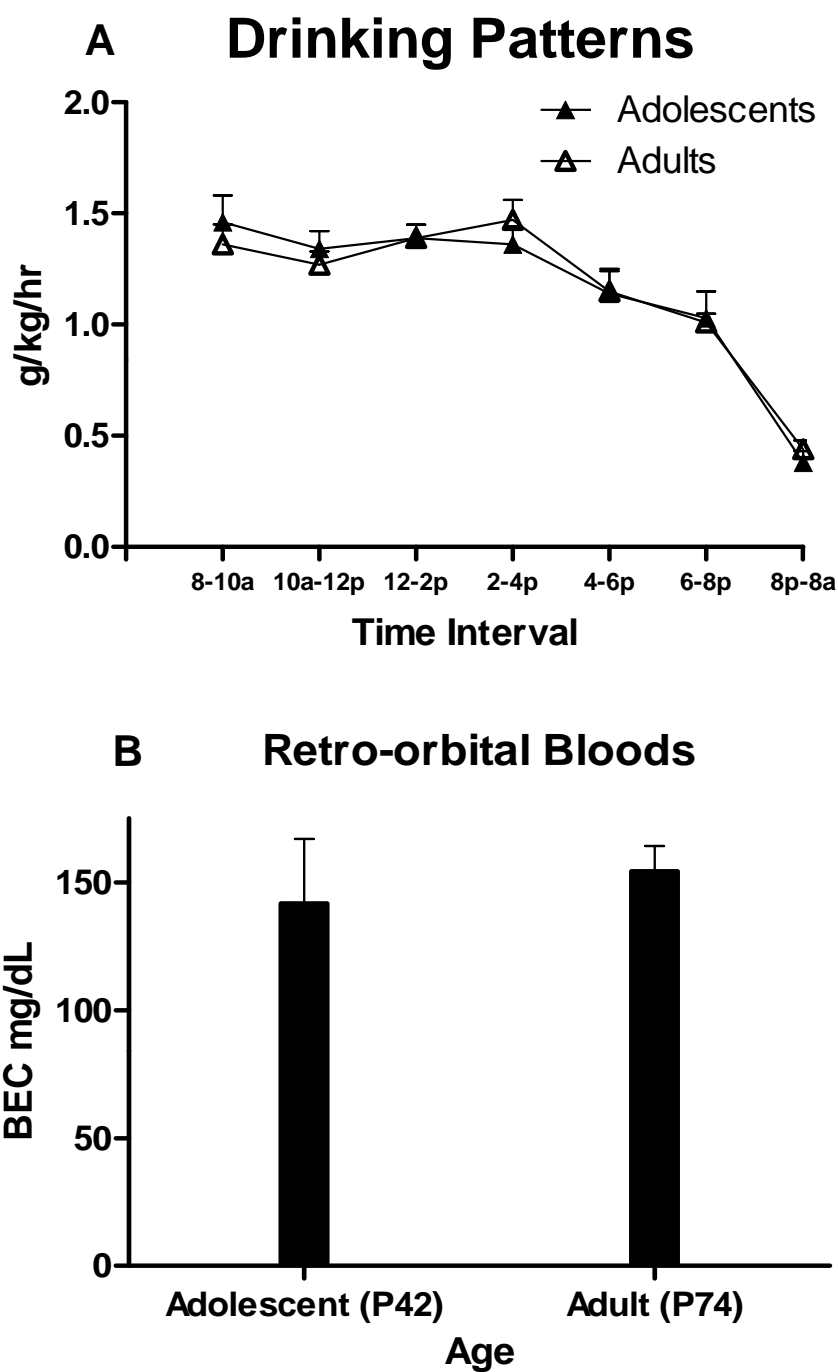 A Drinking Patterns
Adolescents
Adults
2.0
1.5
1.0
0.5
0.0
g/kg/hr
8-10a 10a-12p 12-2p 2-4p 4-6p 6-8p 8p-8a
Time Interval
B Retro-orbital Bloods
150
100
50
0
BEC mg/dL
Adolescent (P42) Adult (P74)
Age